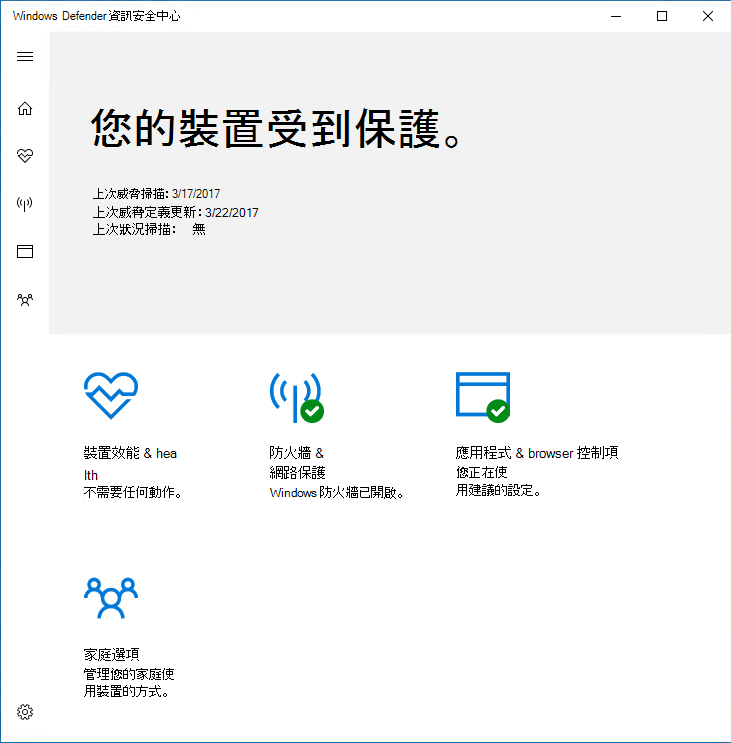 Windows Defender 資訊安全中心
您的裝置受到保護。
上次威脅掃描: 3/17/2017
上次威脅定義更新: 3/22/2017
上次狀況掃描: 無
裝置效能 & hea
lth
不需要任何動作。
防火牆 &
網路保護
Windows 防火牆已開啟。
應用程式 & browser 控制項
您正在使
用建議的設定。
家庭選項
管理您的家庭使
用裝置的方式。